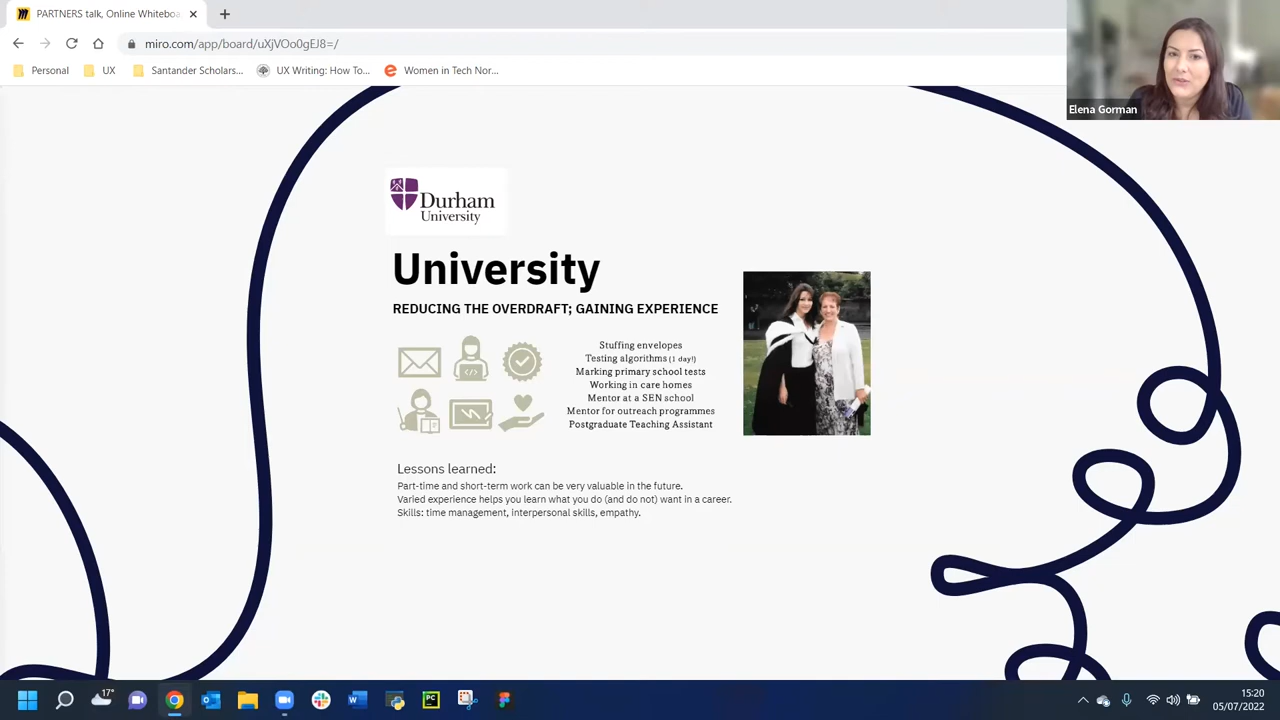 PARTNERS talk, Online Whiteboa
miro.com/app/board/uXjVOo0gEJ8=/
Personal
UX
Santander Scholars...
UX Writing: How To...
Women in Tech Nor...
Elena Gorman
Durham
University
University
REDUCING THE OVERDRAFT; GAINING EXPERIENCE
Stuffing envelopes
Testing algorithms (1 day!)
Marking primary school tests
Working in care homes
Mentor at a SEN school
Mentor for outreach programmes
Postgraduate Teaching Assistant
Lessons learned:
Part-time and short-term work can be very valuable in the future.
Varied experience helps you learn what you do (and do not) want in a career.
Skills: time management, interpersonal skills, empathy.
17°
PC
15:20
05/07/2022